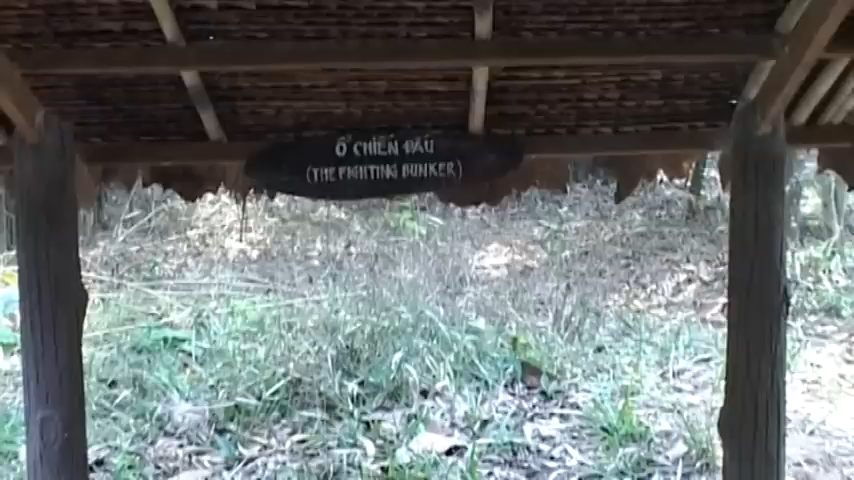 Ổ CHIẾN ĐẤU
(THE FIGHTING BUNKER)